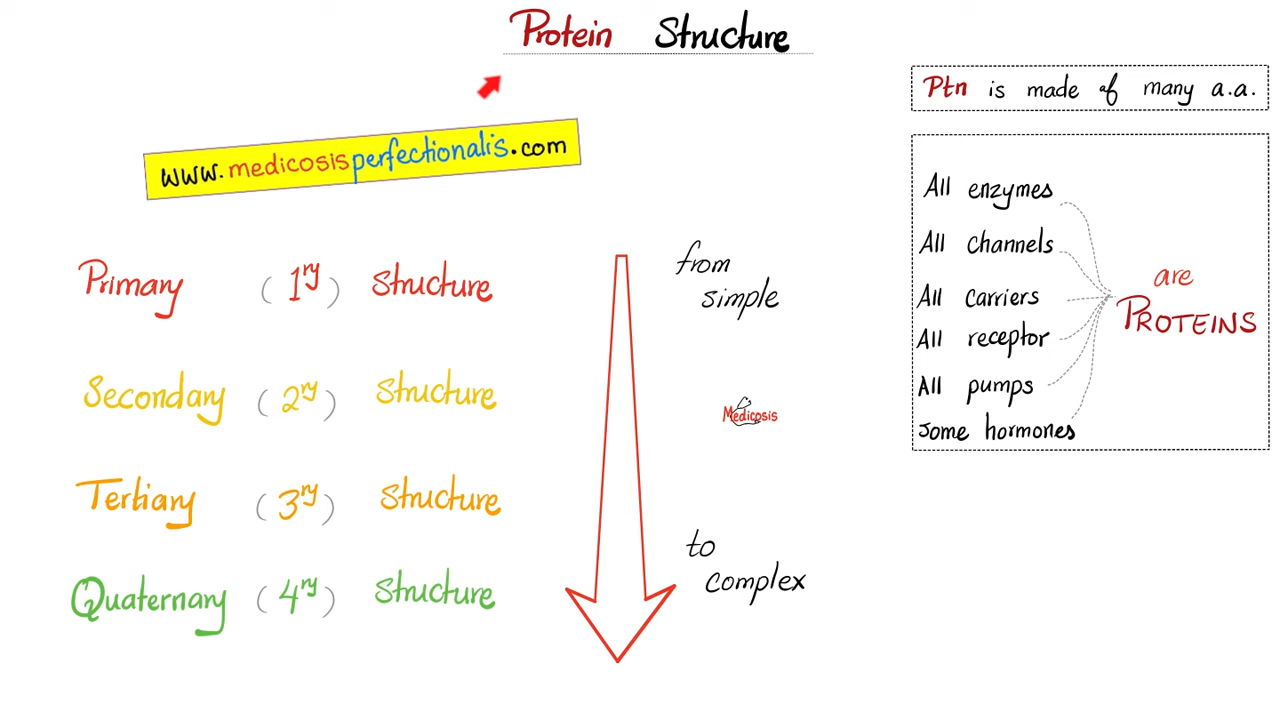 Protein Structure
www.medicosisperfectionalis.com
Primary (1ry) Structure
Secondary (2ry) Structure
Tertiary (3ry) Structure
Quaternary (4ry) Structure
from
simple
Medicosis
to
complex
Ptn is made of many a.a.
All enzymes
All channels
All carriers
All receptor
All pumps
Some hormones
are
PROTEINS